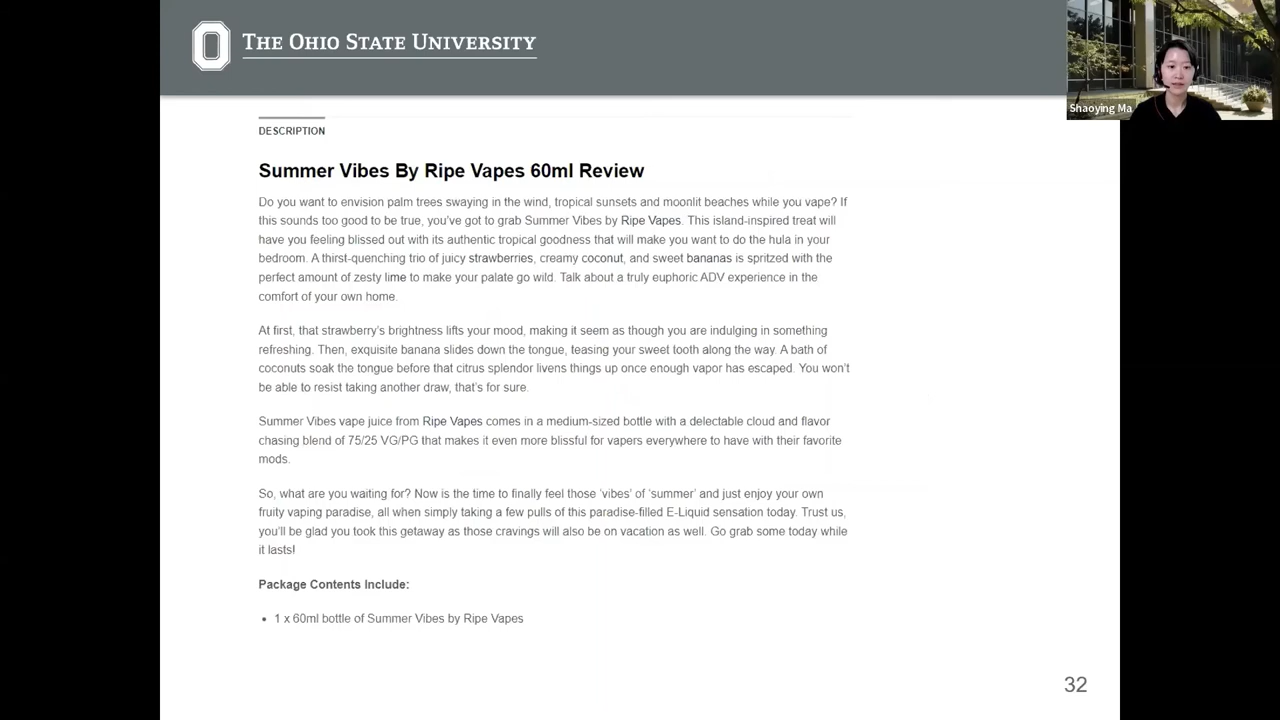 THE OHIO STATE UNIVERSITY
Shaoying Ma
DESCRIPTION
Summer Vibes By Ripe Vapes 60ml Review
Do you want to envision palm trees swaying in the wind, tropical sunsets and moonlit beaches while you vape? If
this sounds too good to be true, you've got to grab Summer Vibes by Ripe Vapes. This island-inspired treat will
have you feeling blissed out with its authentic tropical goodness that will make you want to do the hula in your
bedroom. A thirst-quenching trio of juicy strawberries, creamy coconut, and sweet bananas is spritzed with the
perfect amount of zesty lime to make your palate go wild. Talk about a truly euphoric ADV experience in the
comfort of your own home.
At first, that strawberry's brightness lifts your mood, making it seem as though you are indulging in something
refreshing. Then, exquisite banana slides down the tongue, teasing your sweet tooth along the way. A bath of
coconuts soak the tongue before that citrus splendor livens things up once enough vapor has escaped. You won't
be able to resist taking another draw, that's for sure.
Summer Vibes vape juice from Ripe Vapes comes in a medium-sized bottle with a delectable cloud and flavor
chasing blend of 75/25 VG/PG that makes it even more blissful for vapers everywhere to have with their favorite
mods.
So, what are you waiting for? Now is the time to finally feel those 'vibes' of 'summer' and just enjoy your own
fruity vaping paradise, all when simply taking a few pulls of this paradise-filled E-Liquid sensation today. Trust us,
you'll be glad you took this getaway as those cravings will also be on vacation as well. Go grab some today while
it lasts!
Package Contents Include:
• 1 x 60ml bottle of Summer Vibes by Ripe Vapes
32